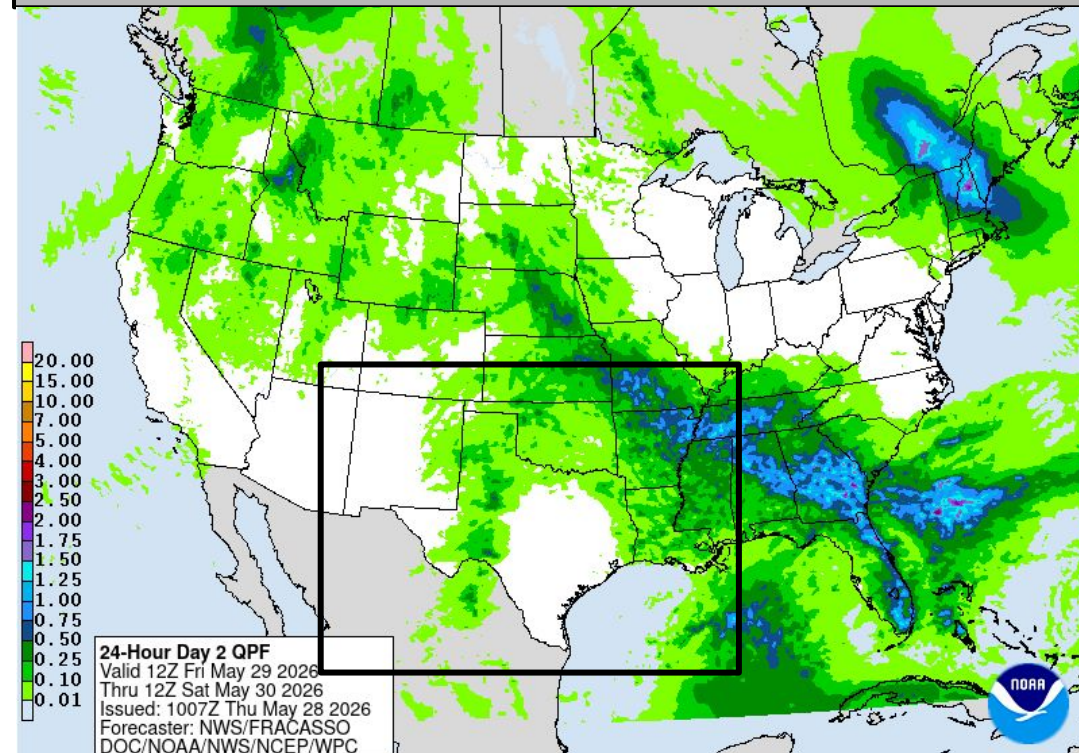 20.00
15.00
10.00
7.00
5.00
4.00
3.00
2.50
2.00
1.75
1.50
1.25
1.00
0.75
0.50
0.25
0.10
0.01
24-Hour Day 2 QPF
Valid 12Z Fri May 29 2026
Thru 12Z Sat May 30 2026
Issued: 1007Z Thu May 28 2026
Forecaster: NWS/FRACASSO
DOC/NOAA/NWS/NCEP/WPC
NOAA